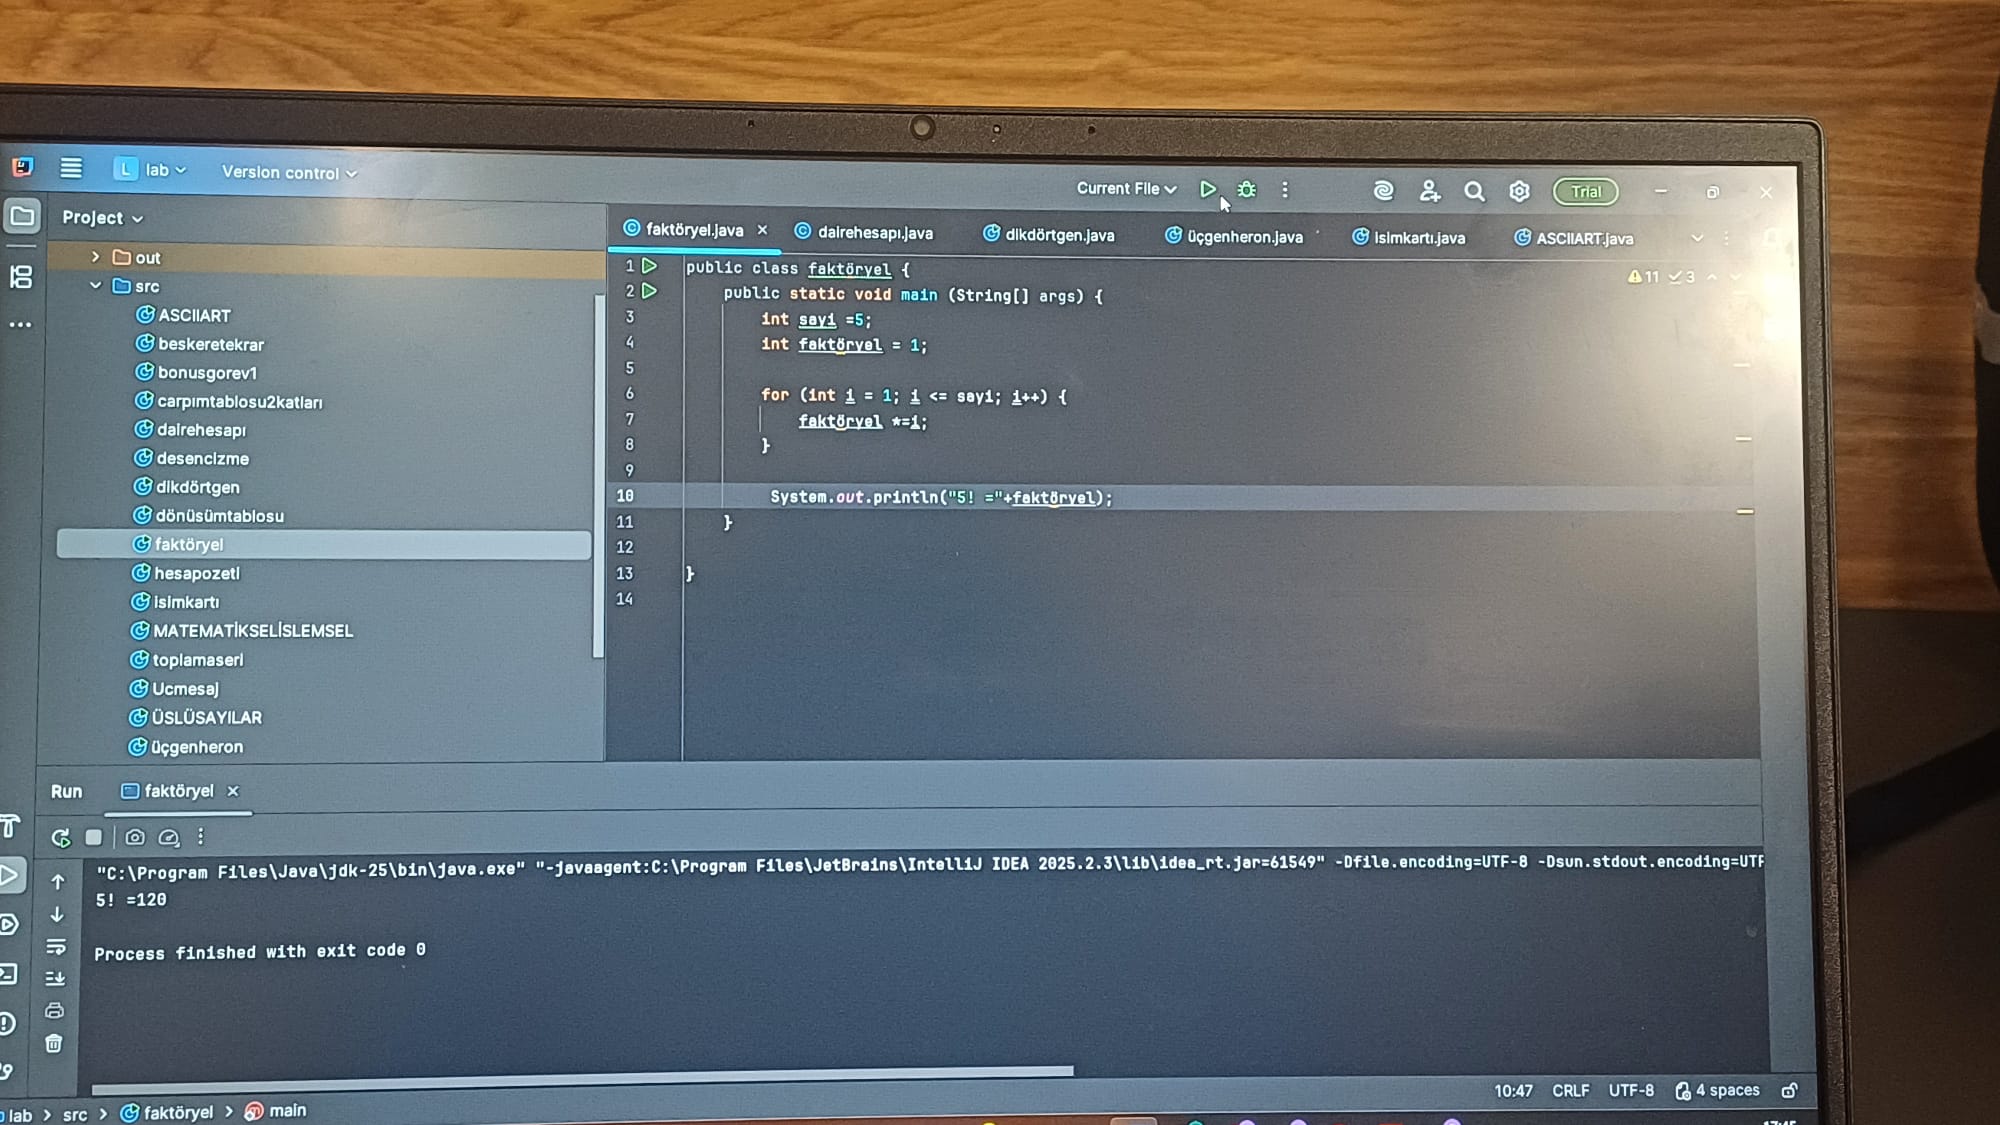 L lab Version control Current File Trial
Project
faktöryel.java dairehesapı.java dikdörtgen.java üçgenheron.java isimkartı.java ASCIIART.java
out
src
ASCIIART
beskeretekrar
bonusgorev1
carpımtablosu2katları
dairehesapı
desencizme
dikdörtgen
dönüsümtablosu
faktöryel
hesapozeti
isimkartı
MATEMATİKSELİSLEMSEL
toplamaseri
Ucmesaj
ÜSLÜSAYILAR
üçgenheron
11 3
1 public class faktöryel {
2 public static void main (String[] args) {
3 int sayi =5;
4 int faktöryel = 1;
5
6 for (int i = 1; i <= sayi; i++) {
7 faktöryel *=i;
8 }
9
10 System.out.println("5! ="+faktöryel);
11 }
12
13 }
14
Run faktöryel
"C:\Program Files\Java\jdk-25\bin\java.exe" "-javaagent:C:\Program Files\JetBrains\IntelliJ IDEA 2025.2.3\lib\idea_rt.jar=61549" -Dfile.encoding=UTF-8 -Dsun.stdout.encoding=UTF
5! =120
Process finished with exit code 0
10:47 CRLF UTF-8 4 spaces
lab > src > faktöryel > main